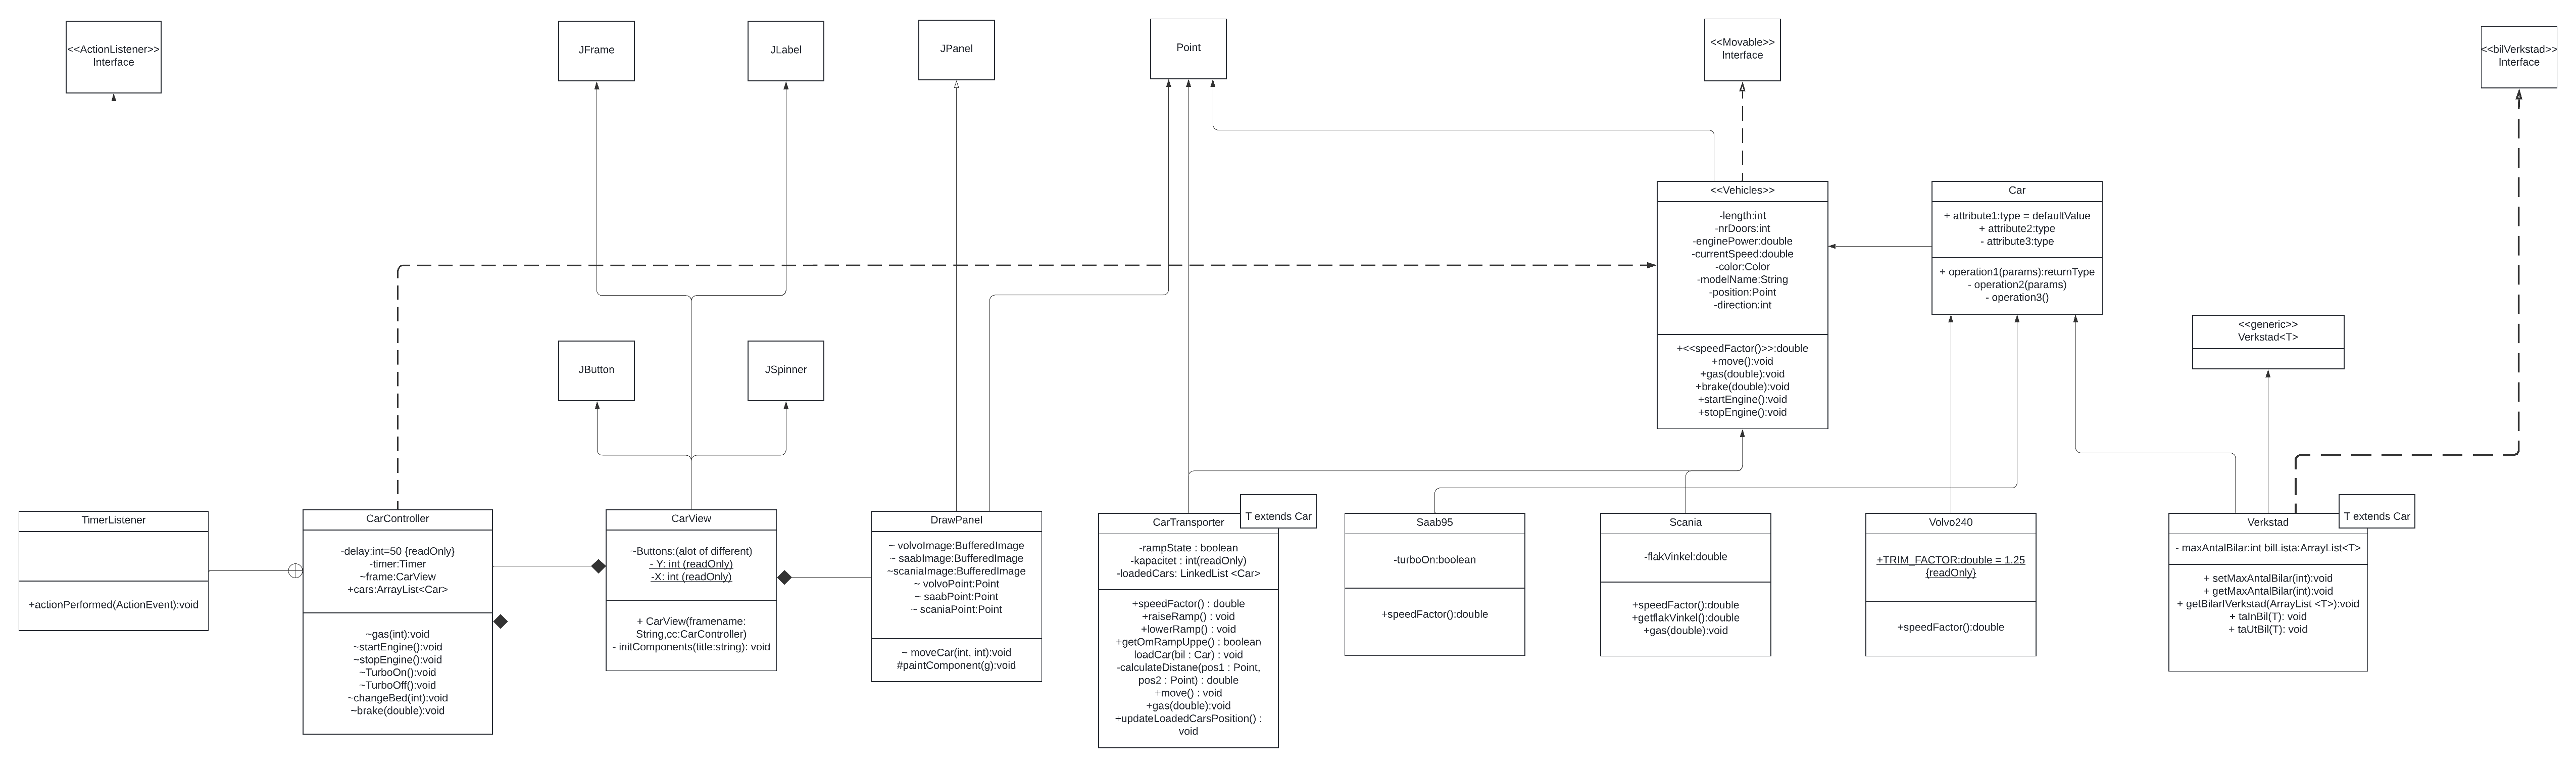 <<ActionListener>>
Interface
JFrame
JLabel
JPanel
Point
<<Movable>>
Interface
<<bilVerkstad>>
Interface
<<Vehicles>>
-length:int
-nrDoors:int
-enginePower:double
-currentSpeed:double
-color:Color
-modelName:String
-position:Point
-direction:int
+<<speedFactor()>>:double
+move():void
+gas(double):void
+brake(double):void
+startEngine():void
+stopEngine():void
Car
+ attribute1:type = defaultValue
+ attribute2:type
- attribute3:type
+ operation1(params):returnType
- operation2(params)
- operation3()
<<generic>>
Verkstad<T>
JButton
JSpinner
TimerListener
+actionPerformed(ActionEvent):void
CarController
-delay:int=50 {readOnly}
-timer:Timer
~frame:CarView
+cars:ArrayList<Car>
~gas(int):void
~startEngine():void
~stopEngine():void
~TurboOn():void
~TurboOff():void
~changeBed(int):void
~brake(double):void
CarView
~Buttons:(alot of different)
- Y: int (readOnly)
-X: int (readOnly)
+ CarView(framename:
String,cc:CarController)
- initComponents(title:string): void
DrawPanel
~ volvoImage:BufferedImage
~ saabImage:BufferedImage
~scaniaImage:BufferedImage
~ volvoPoint:Point
~ saabPoint:Point
~ scaniaPoint:Point
~ moveCar(int, int):void
#paintComponent(g):void
T extends Car
CarTransporter
-rampState : boolean
-kapacitet : int(readOnly)
-loadedCars: LinkedList <Car>
+speedFactor() : double
+raiseRamp() : void
+lowerRamp() : void
+getOmRampUppe() : boolean
loadCar(bil : Car) : void
-calculateDistane(pos1 : Point,
pos2 : Point) : double
+move() : void
+gas(double):void
+updateLoadedCarsPosition() :
void
Saab95
-turboOn:boolean
+speedFactor():double
Scania
-flakVinkel:double
+speedFactor():double
+getflakVinkel():double
+gas(double):void
Volvo240
+TRIM_FACTOR:double = 1.25
{readOnly}
+speedFactor():double
T extends Car
Verkstad
- maxAntalBilar:int bilLista:ArrayList<T>
+ setMaxAntalBilar(int):void
+ getMaxAntalBilar(int):void
+ getBilarIVerkstad(ArrayList <T>):void
+ taInBil(T): void
+ taUtBil(T): void